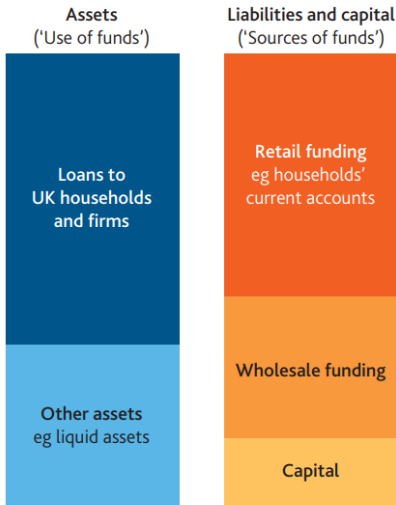 Assets
(‘Use of funds’)
Loans to
UK households
and firms
Other assets
eg liquid assets
Liabilities and capital
(‘Sources of funds’)
Retail funding
eg households’
current accounts
Wholesale funding
Capital